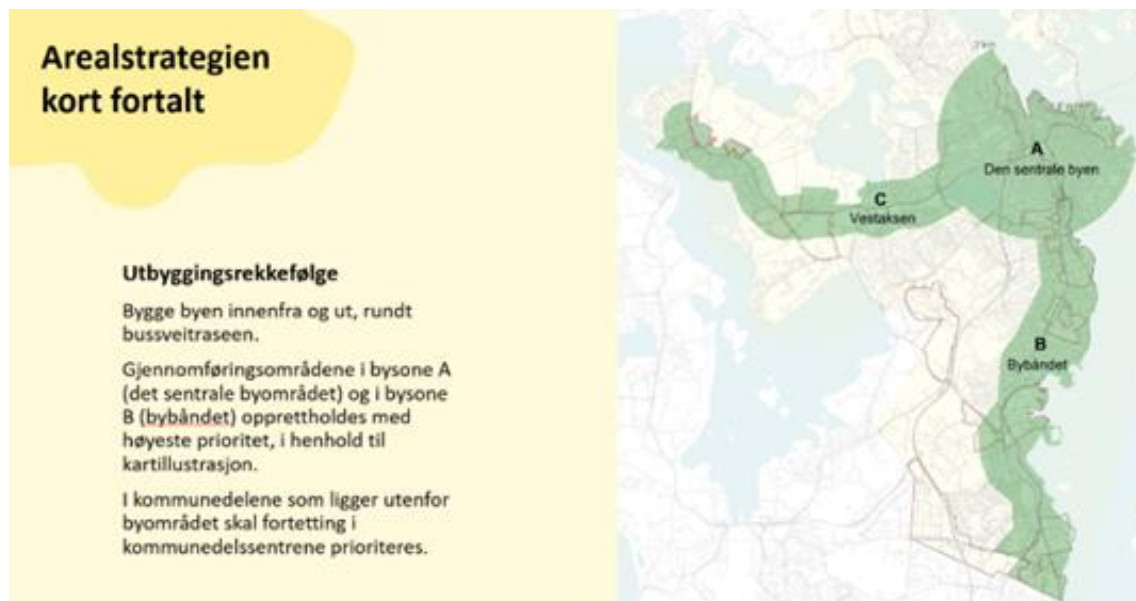 Arealstrategien
kort fortalt
Utbyggingsrekkefølge
Bygge byen innenfra og ut, rundt
bussveitraseen.
Gjennomføringsområdene i bysone A
(det sentrale byområdet) og i bysone
B (bybåndet) opprettholdes med
høyeste prioritet, i henhold til
kartillustrasjon.
I kommunedelene som ligger utenfor
byområdet skal fortetting i
kommunedelssentrene prioriteres.
A
Den sentrale byen
C
Vestaksen
B
Bybåndet